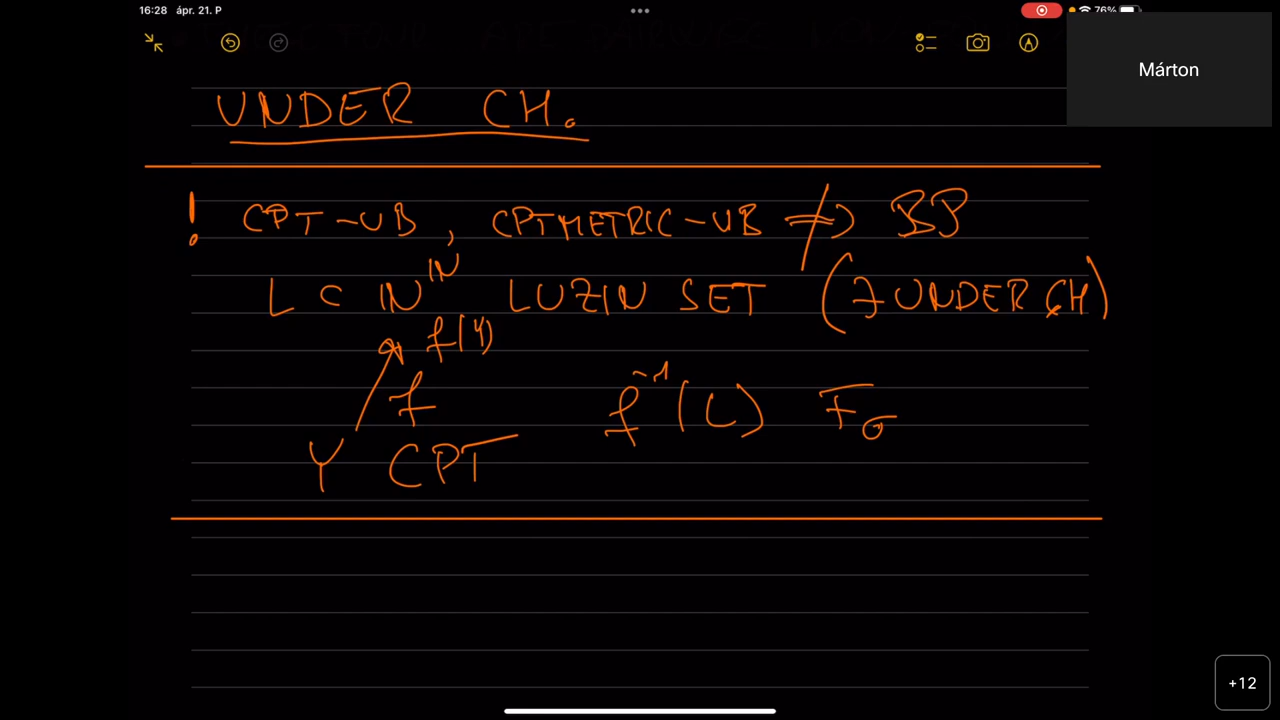 16:28 ápr. 21. P
76%
Márton
UNDER CH.
! CPT-UB, CPTMETRIC-UB ⇏ BP
L ⊂ ℕ^ℕ LUZIN SET (∃ UNDER CH)
f(Y)
f f⁻¹(L) Fσ
Y CPT
+12